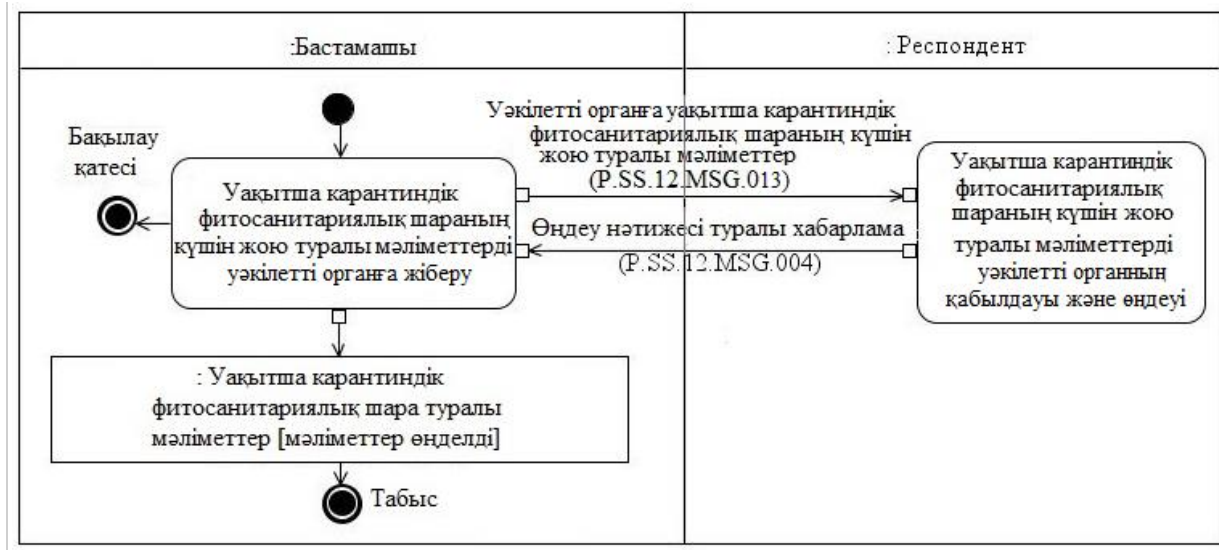 :Бастамашы
: Респондент
Бақылау
қатесі
Уақытша карантиндік
фитосанитариялық шараның
күшін жою туралы мәліметтерді
уәкілетті органға жіберу
Уәкілетті органға уақытша карантиндік
фитосанитариялық шараның күшін
жою туралы мәліметтер
(P.SS.12.MSG.013)
Өңдеу нәтижесі туралы хабарлама
(P.SS.12.MSG.004)
Уақытша карантиндік
фитосанитариялық
шараның күшін жою
туралы мәліметтерді
уәкілетті органның
қабылдауы және өңдеуі
: Уақытша карантиндік
фитосанитариялық шара туралы
мәліметтер [мәліметтер өңделді]
Табыс